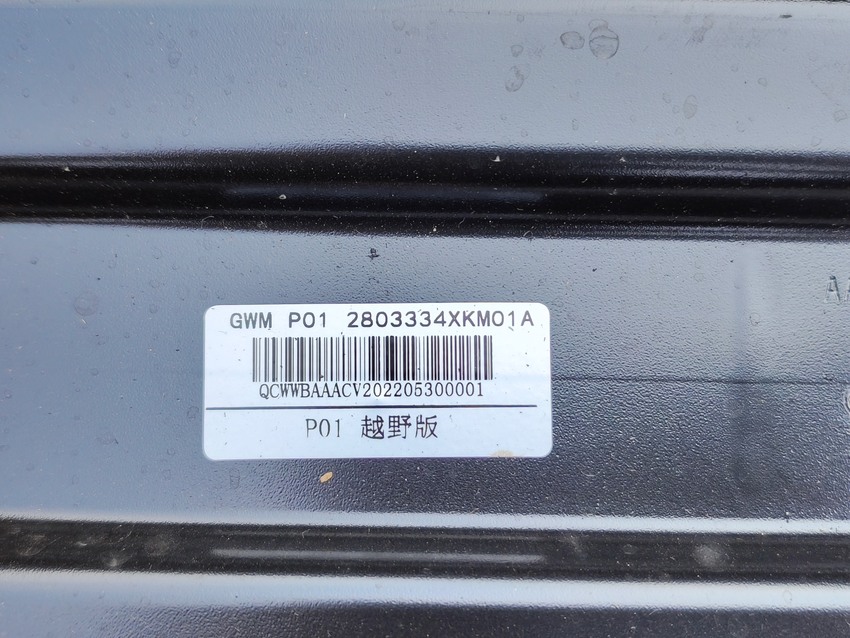 GWM P01 2803334XKM01A
QCWWBAAACV202205300001
P01 越野版